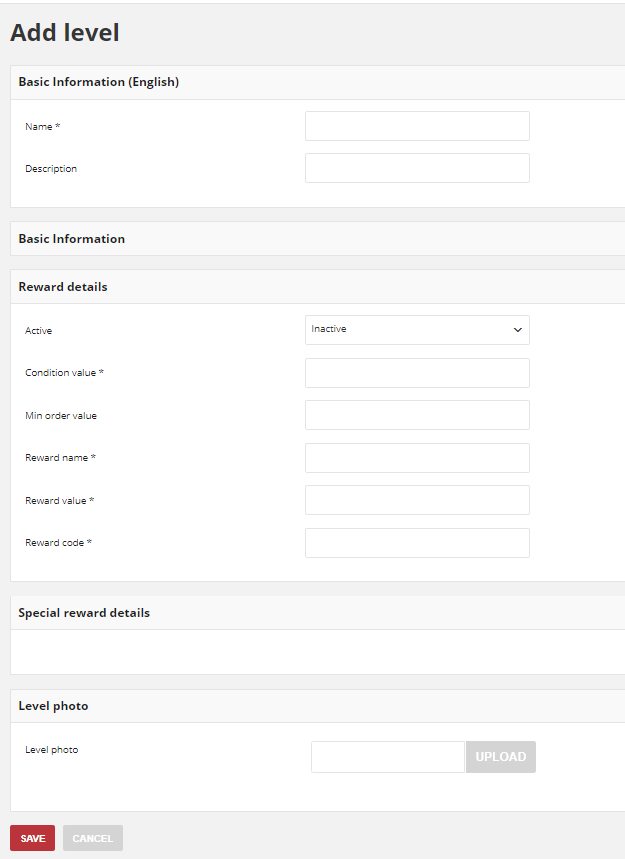 Add level
Basic Information (English)
Name *
Description
Basic Information
Reward details
Active Inactive
Condition value *
Min order value
Reward name *
Reward value *
Reward code *
Special reward details
Level photo
Level photo UPLOAD
SAVE CANCEL